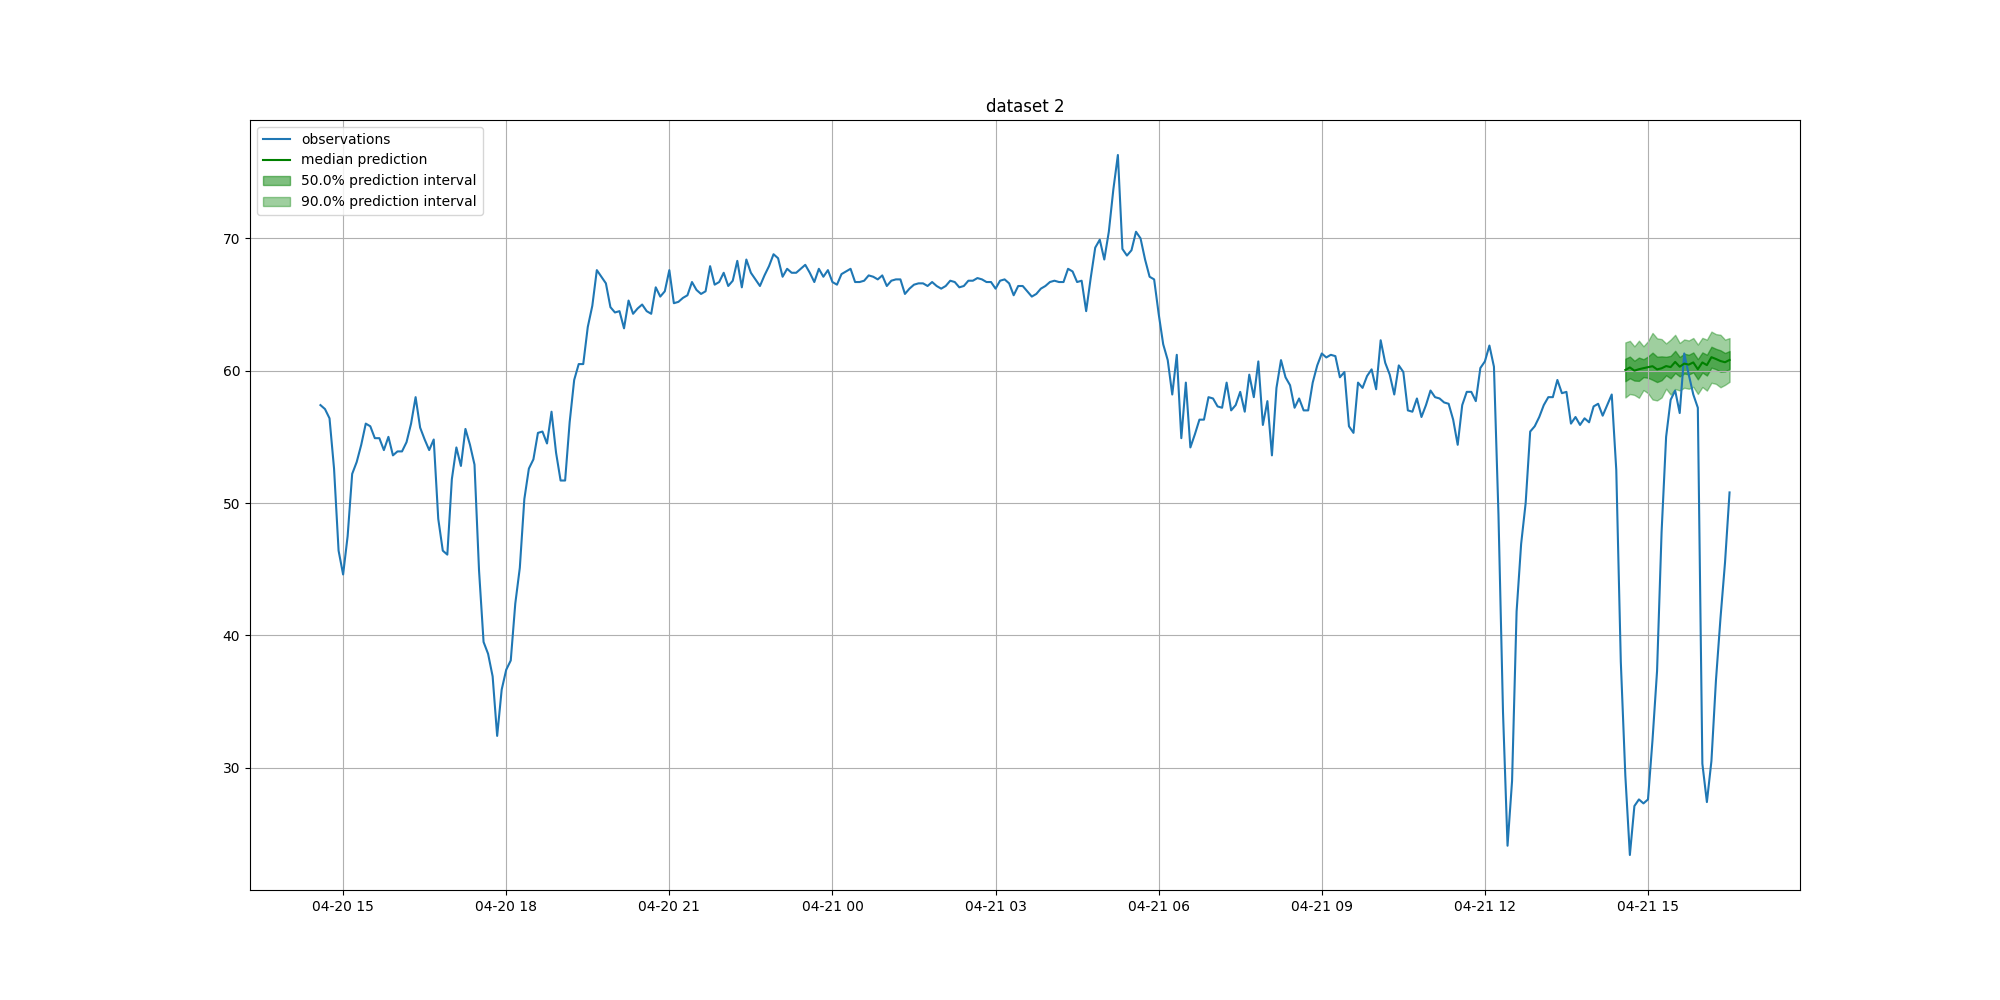 dataset 2
observations
median prediction
50.0% prediction interval
90.0% prediction interval
70
60
50
40
30
04-20 15
04-20 18
04-20 21
04-21 00
04-21 03
04-21 06
04-21 09
04-21 12
04-21 15